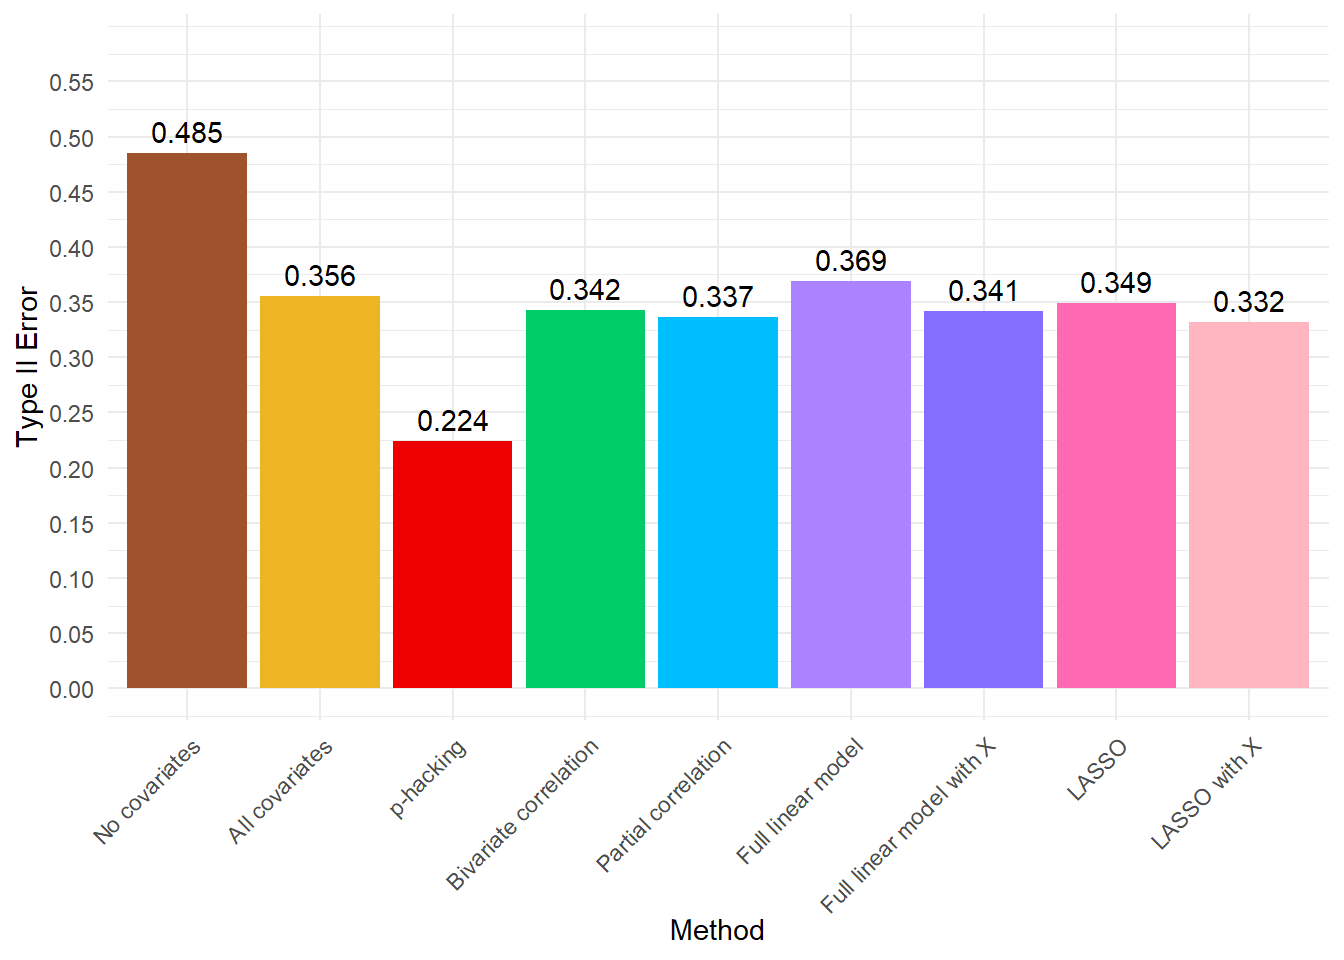 0.55
0.50
0.45
0.40
0.35
0.30
0.25
0.20
0.15
0.10
0.05
0.00
Type II Error
0.485
0.356
0.224
0.342
0.337
0.369
0.341
0.349
0.332
No covariates
All covariates
p-hacking
Bivariate correlation
Partial correlation
Full linear model
Full linear model with X
LASSO
LASSO with X
Method